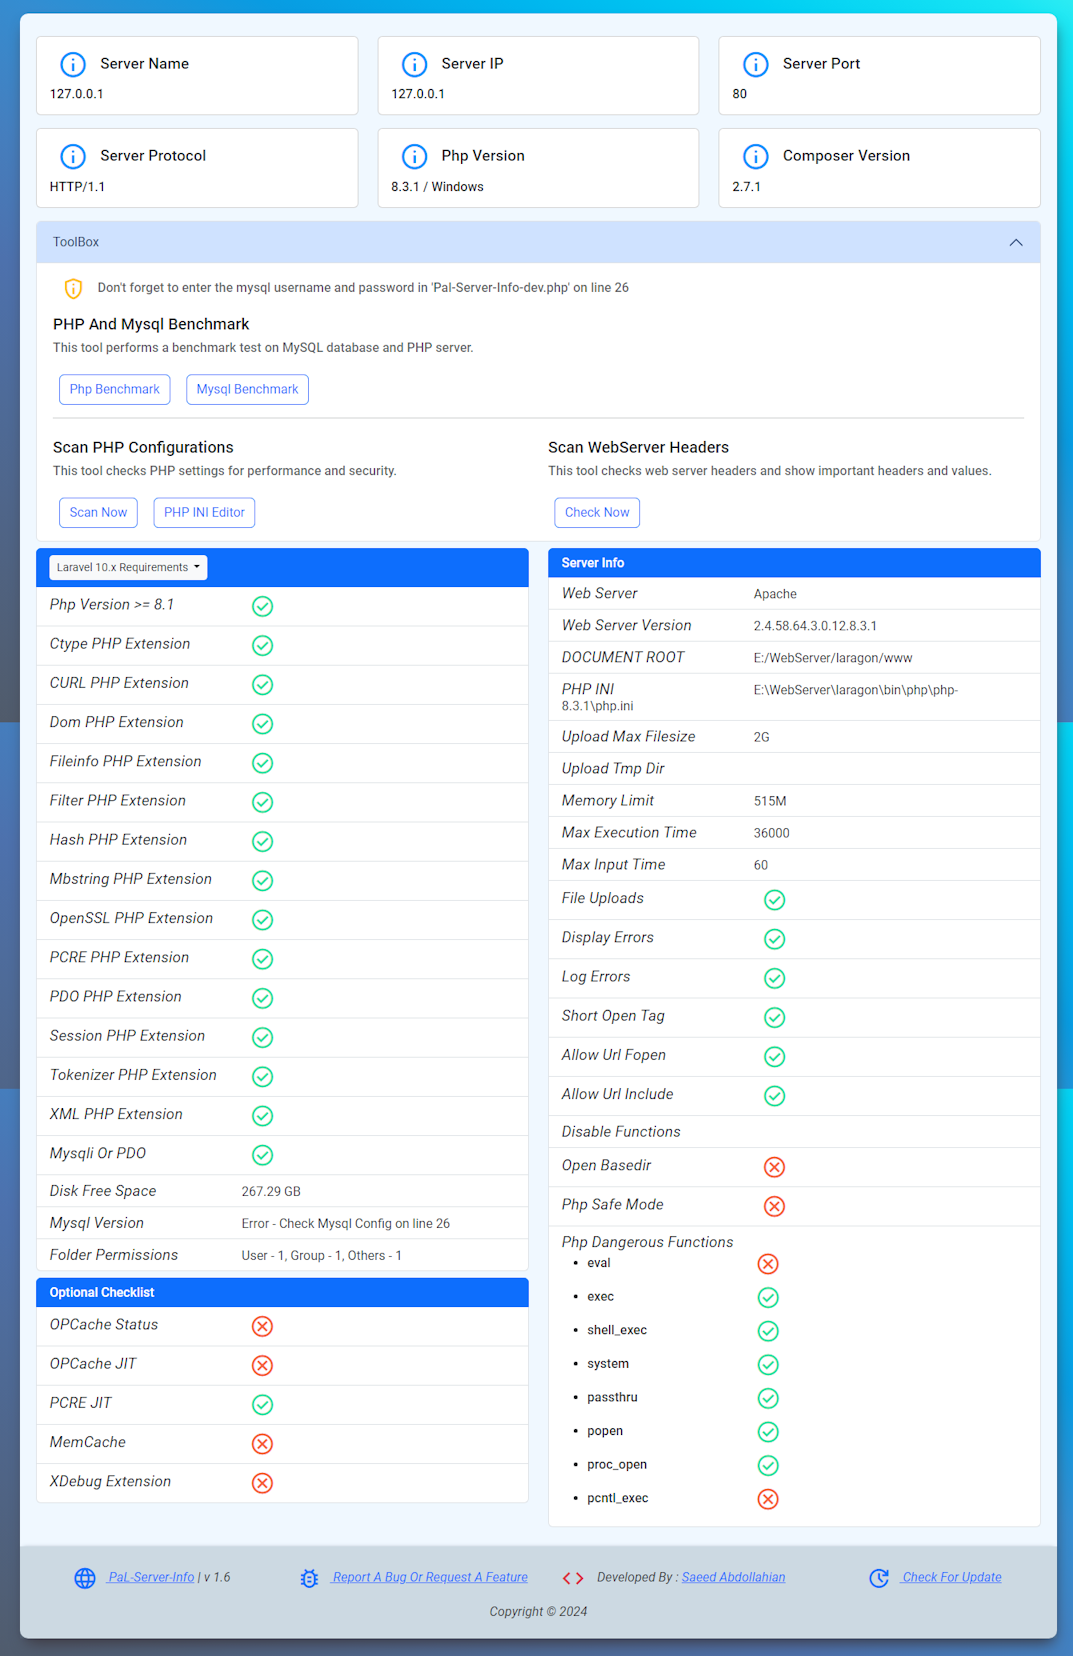 Server Name
127.0.0.1
Server IP
127.0.0.1
Server Port
80
Server Protocol
HTTP/1.1
Php Version
8.3.1 / Windows
Composer Version
2.7.1
ToolBox
Don't forget to enter the mysql username and password in 'Pal-Server-Info-dev.php' on line 26
PHP And Mysql Benchmark
This tool performs a benchmark test on MySQL database and PHP server.
Php Benchmark
Mysql Benchmark
Scan PHP Configurations
This tool checks PHP settings for performance and security.
Scan Now
PHP INI Editor
Scan WebServer Headers
This tool checks web server headers and show important headers and values.
Check Now
Laravel 10.x Requirements
Php Version >= 8.1
Ctype PHP Extension
CURL PHP Extension
Dom PHP Extension
Fileinfo PHP Extension
Filter PHP Extension
Hash PHP Extension
Mbstring PHP Extension
OpenSSL PHP Extension
PCRE PHP Extension
PDO PHP Extension
Session PHP Extension
Tokenizer PHP Extension
XML PHP Extension
Mysqli Or PDO
Disk Free Space 267.29 GB
Mysql Version Error - Check Mysql Config on line 26
Folder Permissions User - 1, Group - 1, Others - 1
Optional Checklist
OPCache Status
OPCache JIT
PCRE JIT
MemCache
XDebug Extension
Server Info
Web Server Apache
Web Server Version 2.4.58.64.3.0.12.8.3.1
DOCUMENT ROOT E:/WebServer/laragon/www
PHP INI E:\WebServer\laragon\bin\php\php-
8.3.1\php.ini
Upload Max Filesize 2G
Upload Tmp Dir
Memory Limit 515M
Max Execution Time 36000
Max Input Time 60
File Uploads
Display Errors
Log Errors
Short Open Tag
Allow Url Fopen
Allow Url Include
Disable Functions
Open Basedir
Php Safe Mode
Php Dangerous Functions
• eval
• exec
• shell_exec
• system
• passthru
• popen
• proc_open
• pcntl_exec
PaL-Server-Info | v 1.6
Report A Bug Or Request A Feature
Developed By : Saeed Abdollahian
Check For Update
Copyright © 2024